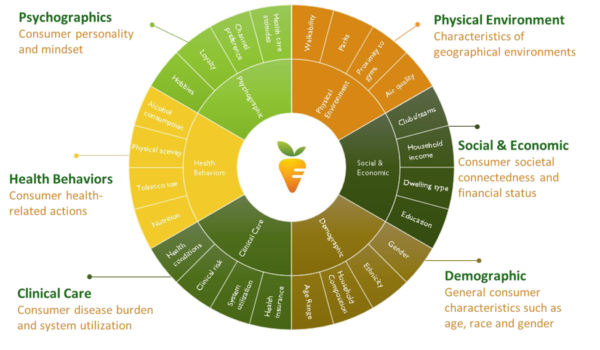 Psychographics
Consumer personality
and mindset
Physical Environment
Characteristics of
geographical environments
Social & Economic
Consumer societal
connectedness and
financial status
Demographic
General consumer
characteristics such as
age, race and gender
Clinical Care
Consumer disease burden
and system utilization
Health Behaviors
Consumer health-
related actions
Psychographic
Physical
Environment
Social &
Economic
Demographic
Clinical Care
Health
Behaviors
Hobbies
Loyalty
Channel
preference
Health care
attitudes
Walkability
Parks
Proximity to
gyms
Air quality
Clubs/teams
Household
income
Dwelling type
Education
Gender
Ethnicity
Household
Composition
Age Range
Health
insurance
System
utilization
Clinical risk
Health
conditions
Nutrition
Tobacco use
Physical activity
Alcohol
consumption